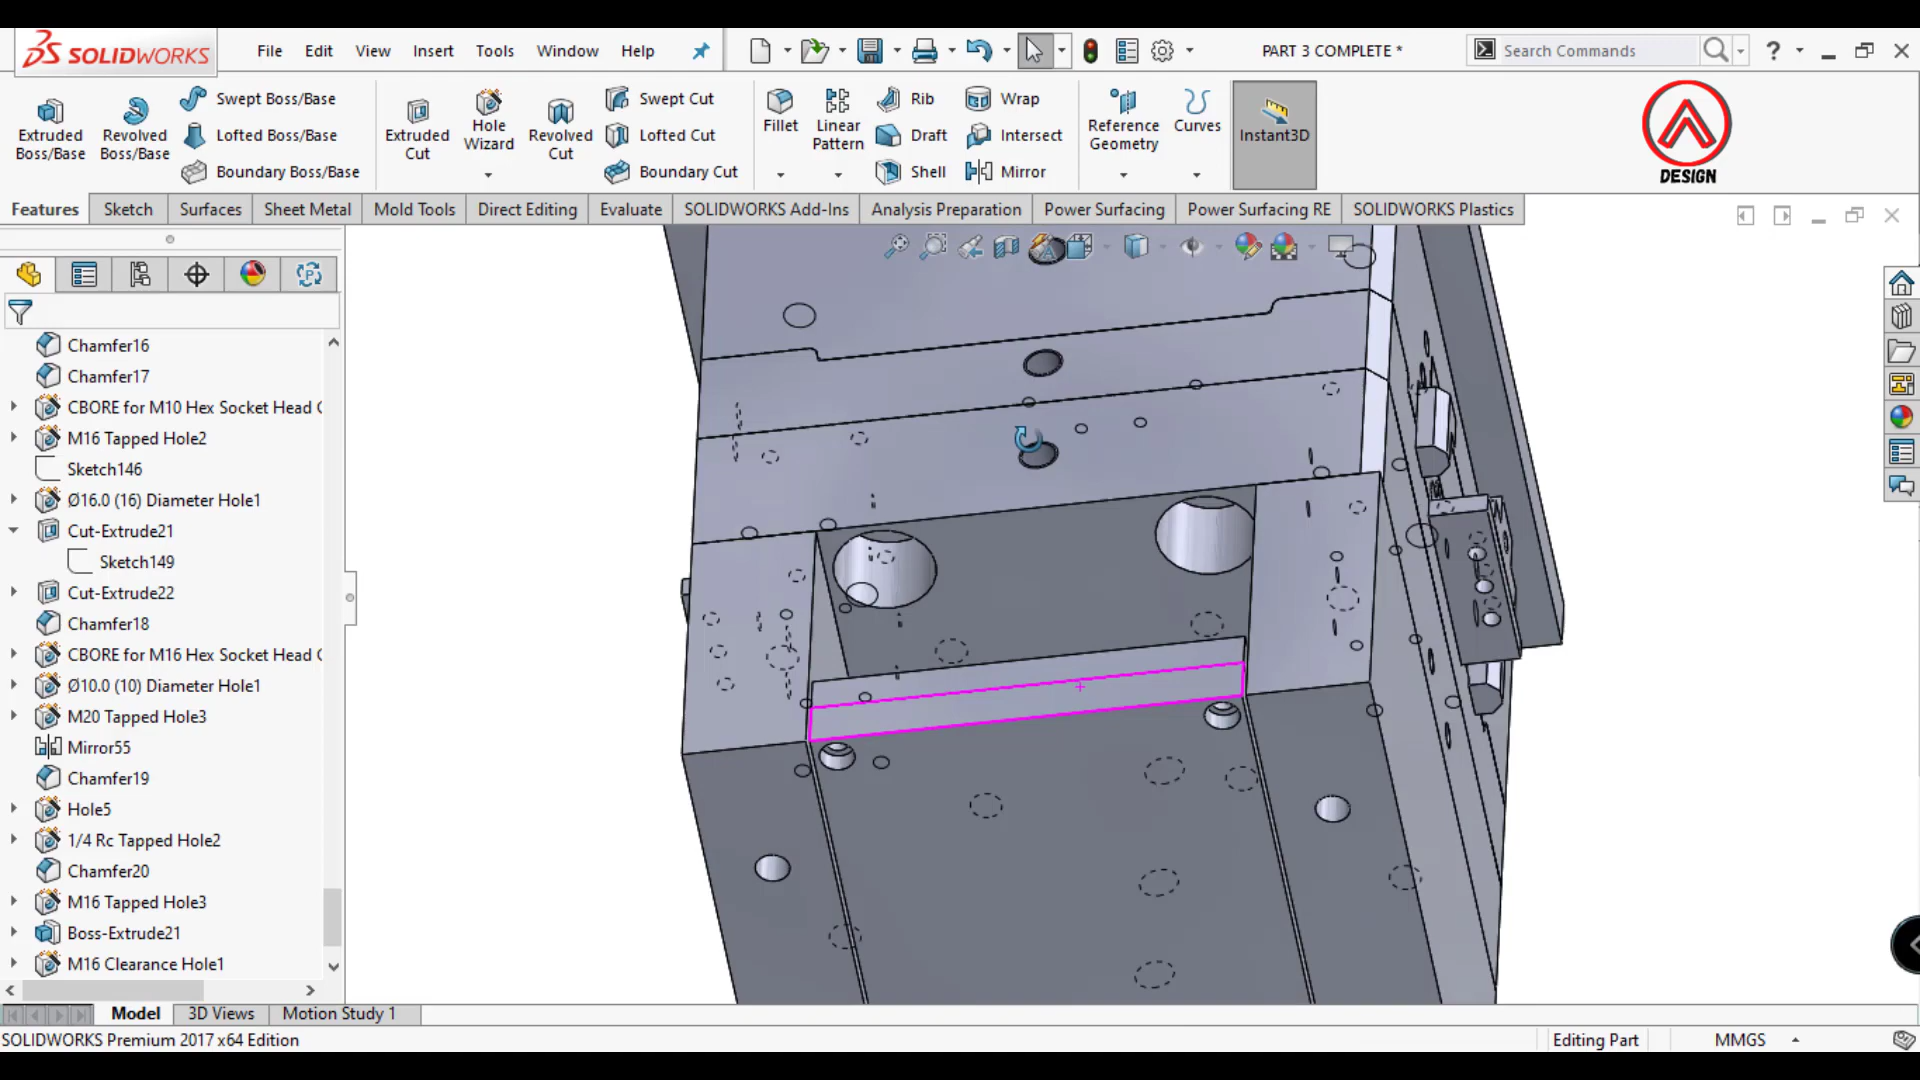 SOLIDWORKS
File Edit View Insert Tools Window Help
PART 3 COMPLETE *
Search Commands
?
Extruded Boss/Base
Revolved Boss/Base
Swept Boss/Base
Lofted Boss/Base
Boundary Boss/Base
Extruded Cut
Hole Wizard
Revolved Cut
Swept Cut
Lofted Cut
Boundary Cut
Fillet
Linear Pattern
Rib
Draft
Shell
Wrap
Intersect
Mirror
Reference Geometry
Curves
Instant3D
DESIGN
Features Sketch Surfaces Sheet Metal Mold Tools Direct Editing Evaluate SOLIDWORKS Add-Ins Analysis Preparation Power Surfacing Power Surfacing RE SOLIDWORKS Plastics
Chamfer16
Chamfer17
CBORE for M10 Hex Socket Head C
M16 Tapped Hole2
Sketch146
Ø16.0 (16) Diameter Hole1
Cut-Extrude21
Sketch149
Cut-Extrude22
Chamfer18
CBORE for M16 Hex Socket Head C
Ø10.0 (10) Diameter Hole1
M20 Tapped Hole3
Mirror55
Chamfer19
Hole5
1/4 Rc Tapped Hole2
Chamfer20
M16 Tapped Hole3
Boss-Extrude21
M16 Clearance Hole1
Model 3D Views Motion Study 1
SOLIDWORKS Premium 2017 x64 Edition
Editing Part
MMGS